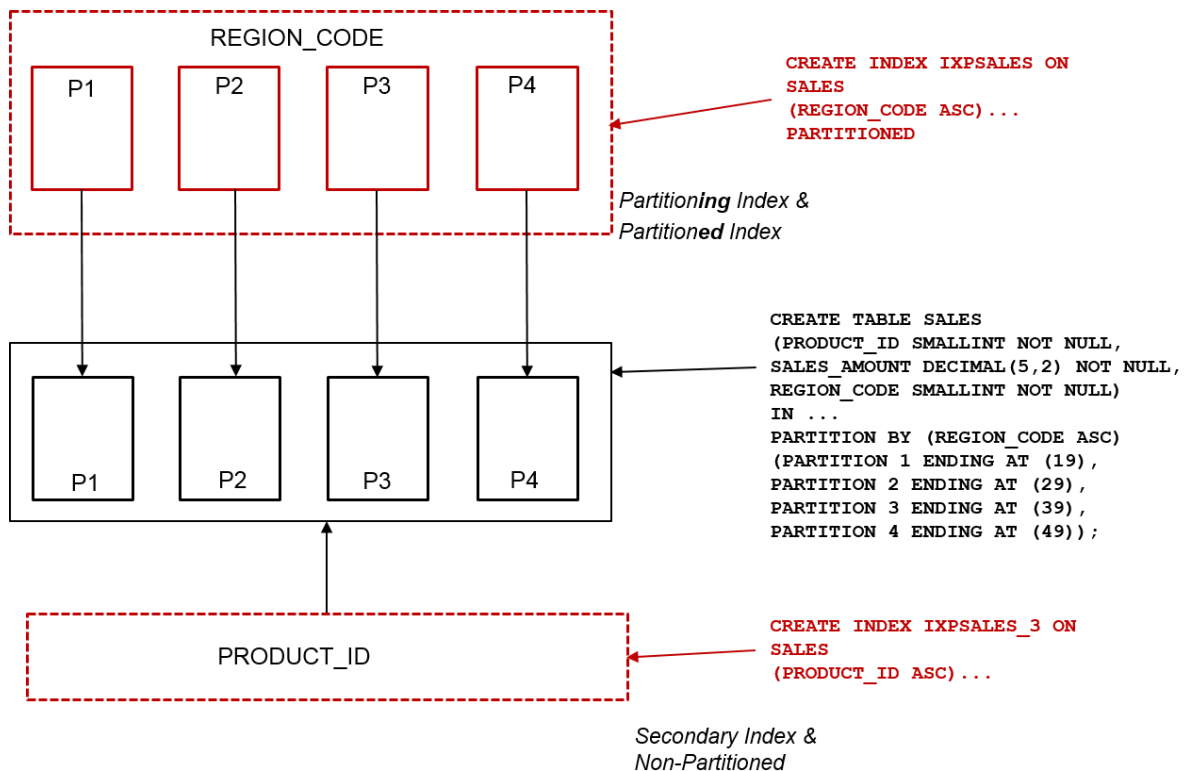 REGION_CODE
P1
P2
P3
P4
CREATE INDEX IXPSALES ON
SALES
(REGION_CODE ASC)...
PARTITIONED
Partitioning Index &
Partitioned Index
P1
P2
P3
P4
CREATE TABLE SALES
(PRODUCT_ID SMALLINT NOT NULL,
SALES_AMOUNT DECIMAL(5,2) NOT NULL,
REGION_CODE SMALLINT NOT NULL)
IN ...
PARTITION BY (REGION_CODE ASC)
(PARTITION 1 ENDING AT (19),
PARTITION 2 ENDING AT (29),
PARTITION 3 ENDING AT (39),
PARTITION 4 ENDING AT (49));
PRODUCT_ID
CREATE INDEX IXPSALES_3 ON
SALES
(PRODUCT_ID ASC)...
Secondary Index &
Non-Partitioned